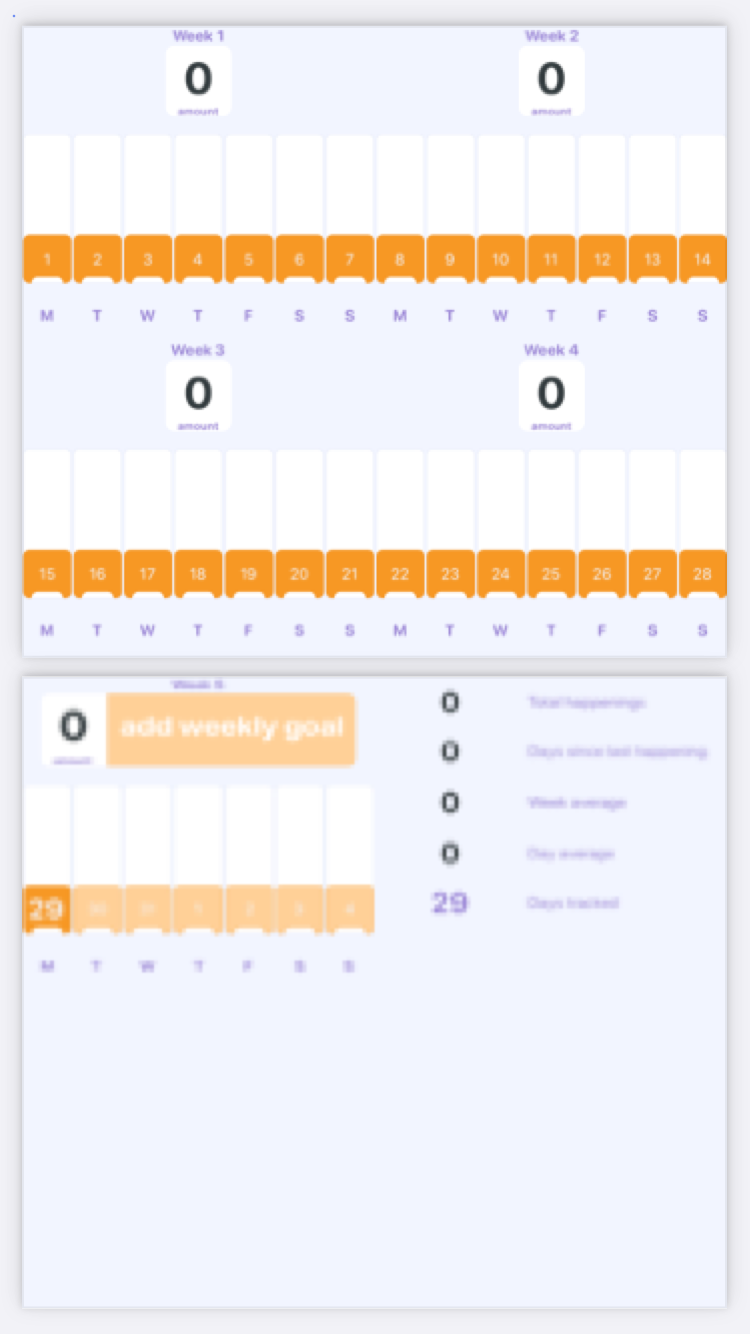 Week 1 Week 2
0 0
amount amount
1 2 3 4 5 6 7 8 9 10 11 12 13 14
M T W T F S S M T W T F S S
Week 3 Week 4
0 0
amount amount
15 16 17 18 19 20 21 22 23 24 25 26 27 28
M T W T F S S M T W T F S S
Week 5
0 add weekly goal
amount
29 30 31 1 2 3 4
M T W T F S S
0 Total happenings
0 Days since last happening
0 Week average
0 Day average
29 Days tracked